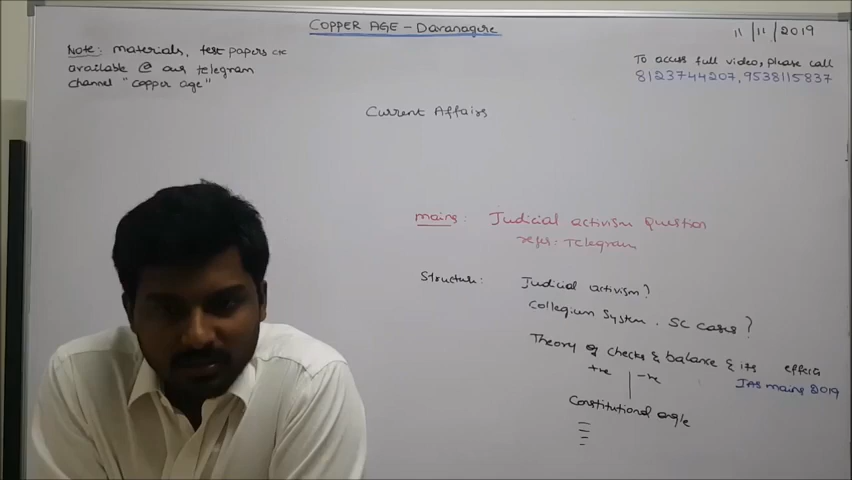 COPPER AGE - Davanagire
11/11/2019
Note: materials, test papers etc
available @ our telegram
channel "copper age"
To access full video, please call
8123744207, 9538115837
Current Affairs
mains: Judicial activism Question
refer: Telegram
Structure: Judicial activism?
Collegium System, SC cases?
Theory of checks & balance & its effects
+ve | -ve
IAS mains 2019
Constitutional angle